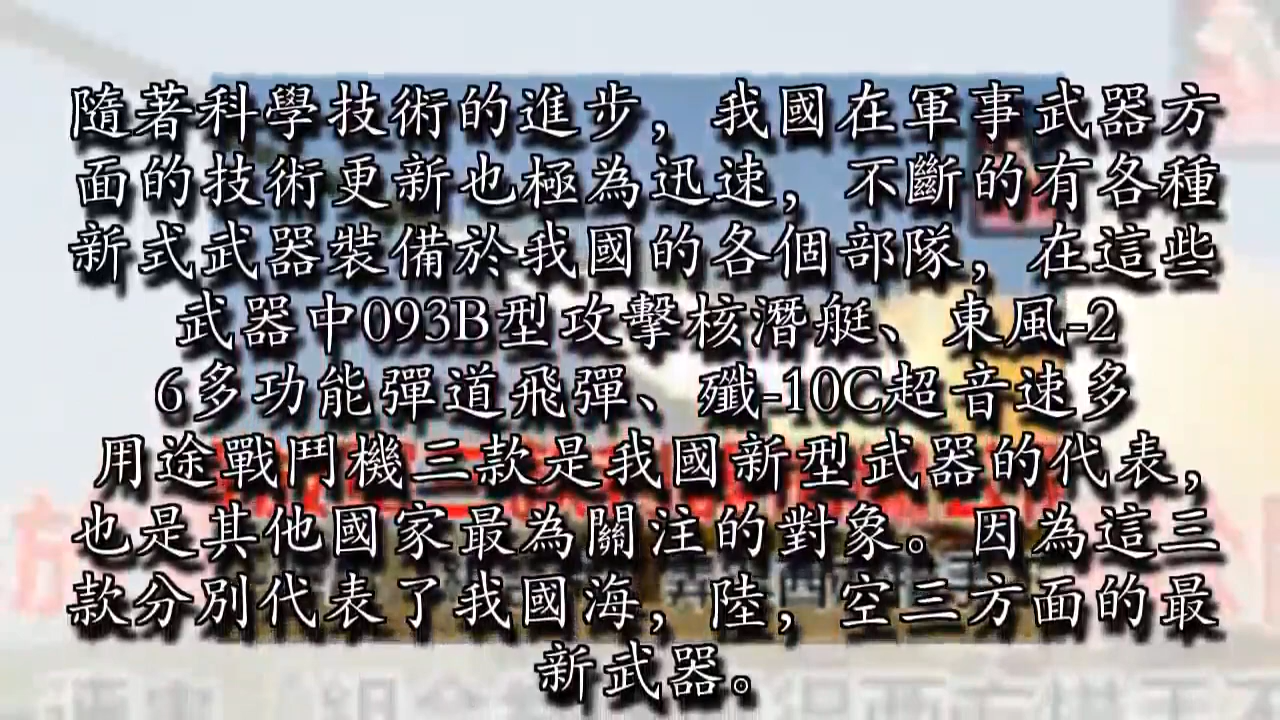 隨著科學技術的進步，我國在軍事武器方
面的技術更新也極為迅速，不斷的有各種
新式武器裝備於我國的各個部隊，在這些
武器中093B型攻擊核潛艇、東風-2
6多功能彈道飛彈、殲-10C超音速多
用途戰鬥機三款是我國新型武器的代表，
也是其他國家最為關注的對象。因為這三
款分別代表了我國海，陸，空三方面的最
新武器。